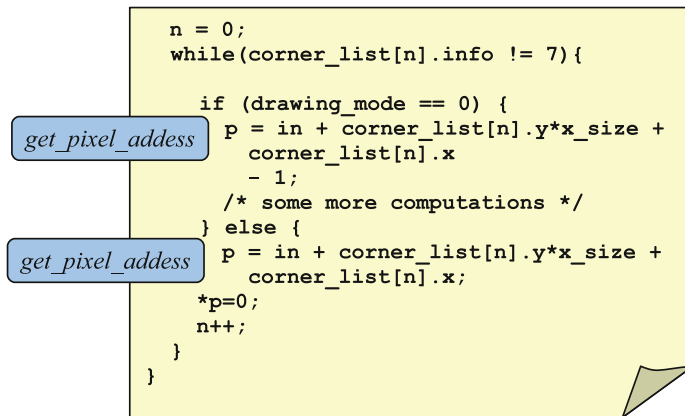 n = 0;
while(corner_list[n].info != 7){
if (drawing_mode == 0) {
get_pixel_addess
p = in + corner_list[n].y*x_size +
corner_list[n].x
- 1;
/* some more computations */
} else {
get_pixel_addess
p = in + corner_list[n].y*x_size +
corner_list[n].x;
*p=0;
n++;
}
}